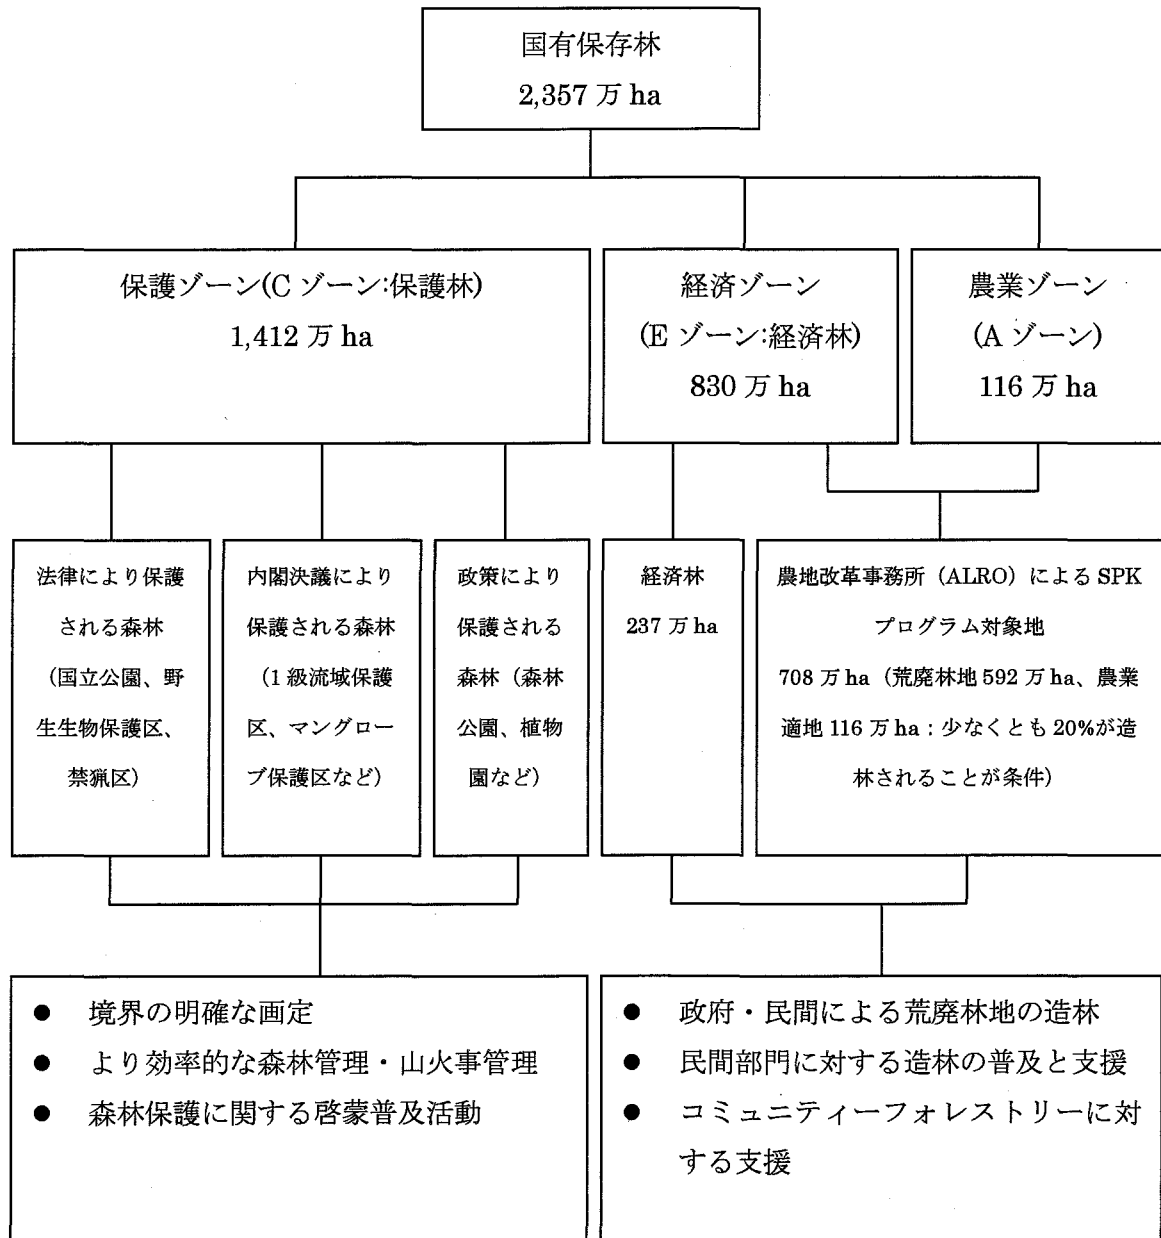 国有保存林
2,357 万 ha
保護ゾーン(C ゾーン:保護林)
1,412 万 ha
経済ゾーン
(E ゾーン:経済林)
830 万 ha
農業ゾーン
(A ゾーン)
116 万 ha
法律により保護
される森林
（国立公園、野
生生物保護区、
禁猟区）
内閣決議により
保護される森林
（1 級流域保護
区、マングロー
ブ保護区など）
政策により
保護される
森林（森林
公園、植物
園など）
経済林
237 万 ha
農地改革事務所（ALRO）による SPK
プログラム対象地
708 万 ha（荒廃林地 592 万 ha、農業
適地 116 万 ha：少なくとも 20%が造
林されることが条件）
● 境界の明確な画定
● より効率的な森林管理・山火事管理
● 森林保護に関する啓蒙普及活動
● 政府・民間による荒廃林地の造林
● 民間部門に対する造林の普及と支援
● コミュニティーフォレストリーに対
する支援